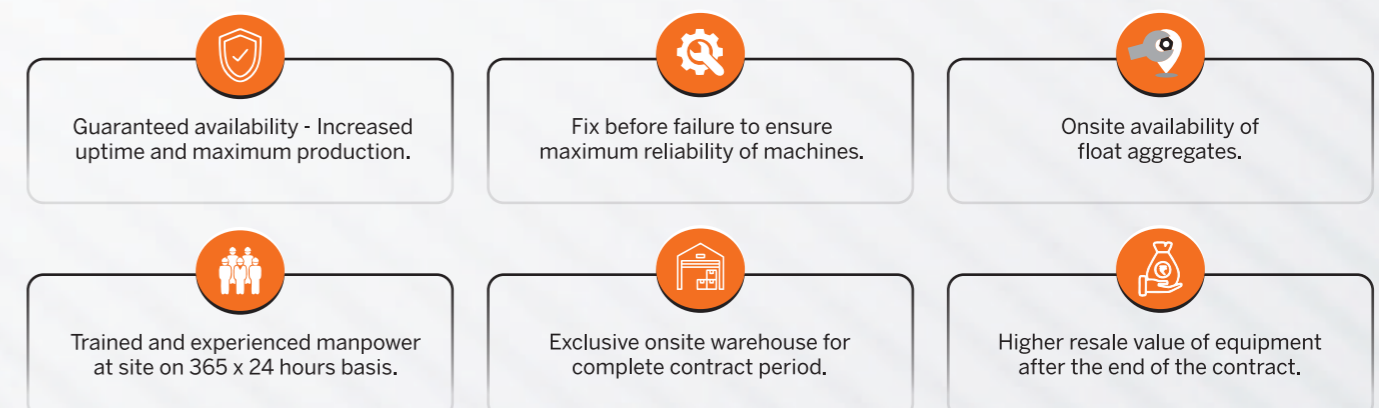 Guaranteed availability - Increased
uptime and maximum production.
Fix before failure to ensure
maximum reliability of machines.
Onsite availability of
float aggregates.
Trained and experienced manpower
at site on 365 x 24 hours basis.
Exclusive onsite warehouse for
complete contract period.
₹
Higher resale value of equipment
after the end of the contract.